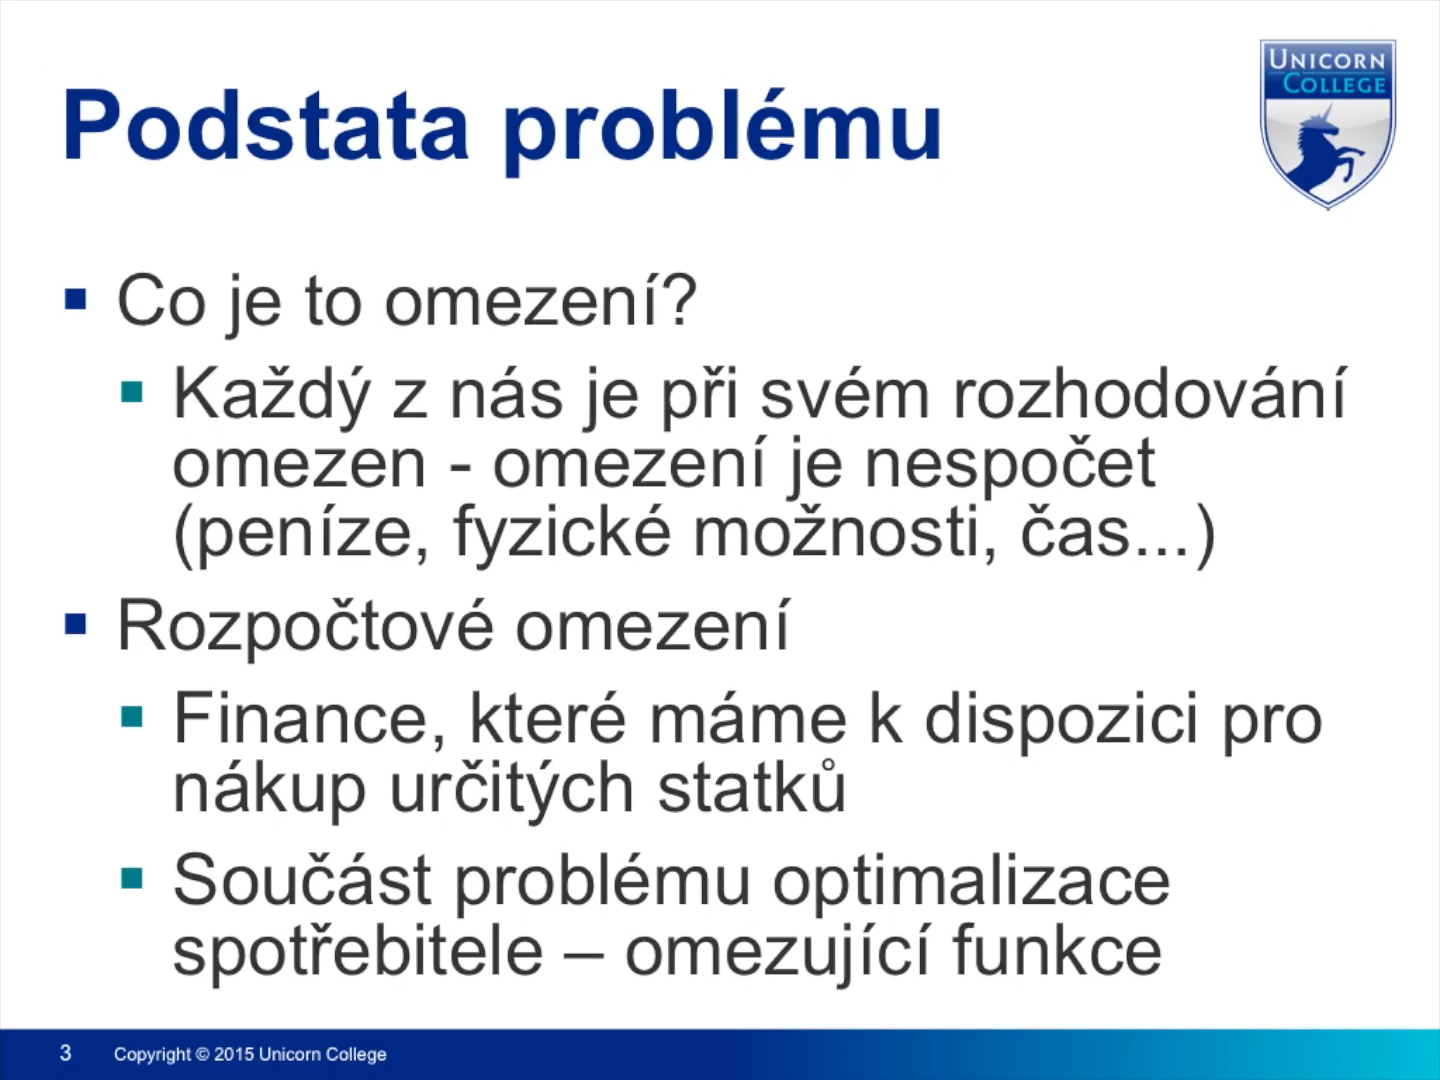 UNICORN
COLLEGE
Podstata problému
Co je to omezení?
Každý z nás je při svém rozhodování
omezen - omezení je nespočet
(peníze, fyzické možnosti, čas...)
Rozpočtové omezení
Finance, které máme k dispozici pro
nákup určitých statků
Součást problému optimalizace
spotřebitele – omezující funkce
3 Copyright © 2015 Unicorn College